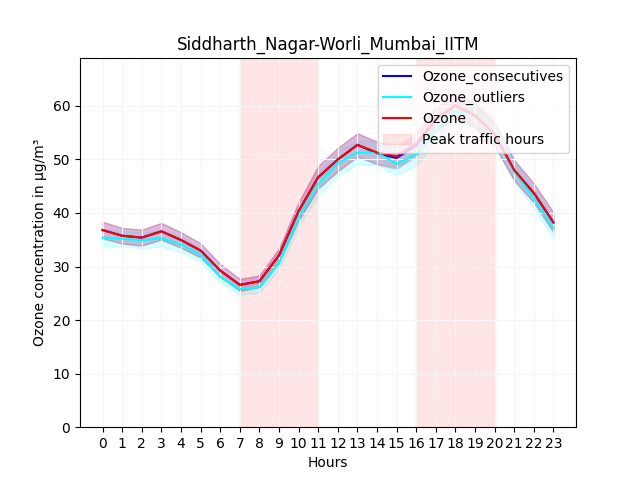 Siddharth_Nagar-Worli_Mumbai_IITM
Ozone_consecutives
Ozone_outliers
Ozone
Peak traffic hours
Ozone concentration in µg/m³
60
50
40
30
20
10
0
0 1 2 3 4 5 6 7 8 9 10 11 12 13 14 15 16 17 18 19 20 21 22 23
Hours